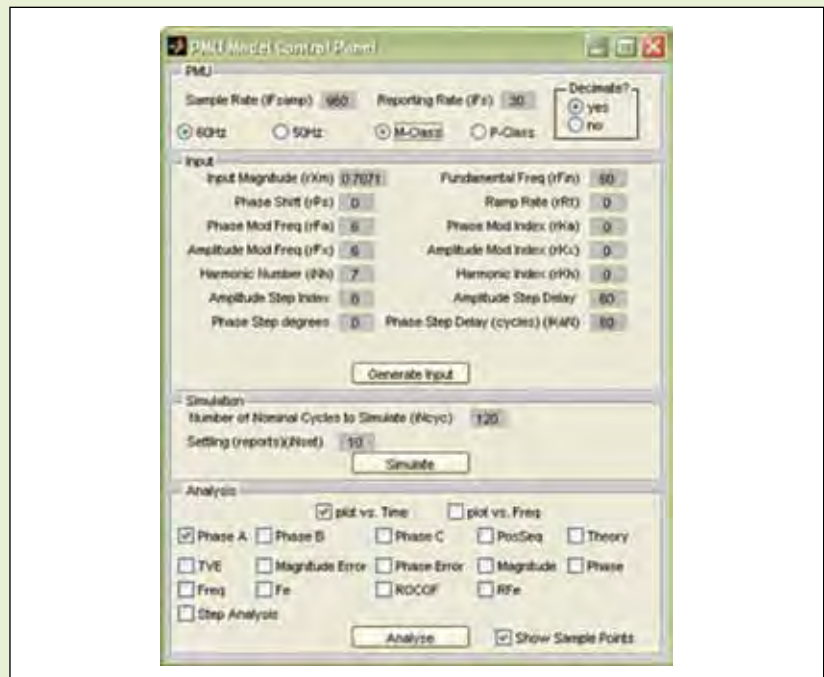 PMU Model Control Panel
PMU
Sample Rate (iFsamp) 960 Reporting Rate (iFs) 30 Decimate?
yes
no
60Hz 50Hz M-Class P-Class
Input
Input Magnitude (rXm) 0.7071 Fundamental Freq (rFin) 60
Phase Shift (rPs) 0 Ramp Rate (rRf) 0
Phase Mod Freq (rFa) 6 Phase Mod Index (rKa) 0
Amplitude Mod Freq (rFx) 6 Amplitude Mod Index (rKx) 0
Harmonic Number (iNh) 7 Harmonic Index (rKh) 0
Amplitude Step Index 0 Amplitude Step Delay 60
Phase Step degrees 0 Phase Step Delay (cycles) 60
Generate Input
Simulation
Number of Nominal Cycles to Simulate (iNcyc) 120
Settling (reports)(iNset) 10
Simulate
Analysis
plot vs. Time plot vs. Freq
Phase A Phase B Phase C PosSeq Theory
TVE Magnitude Error Phase Error Magnitude Phase
Freq Fe ROCOF RFe
Step Analysis
Analyse Show Sample Points